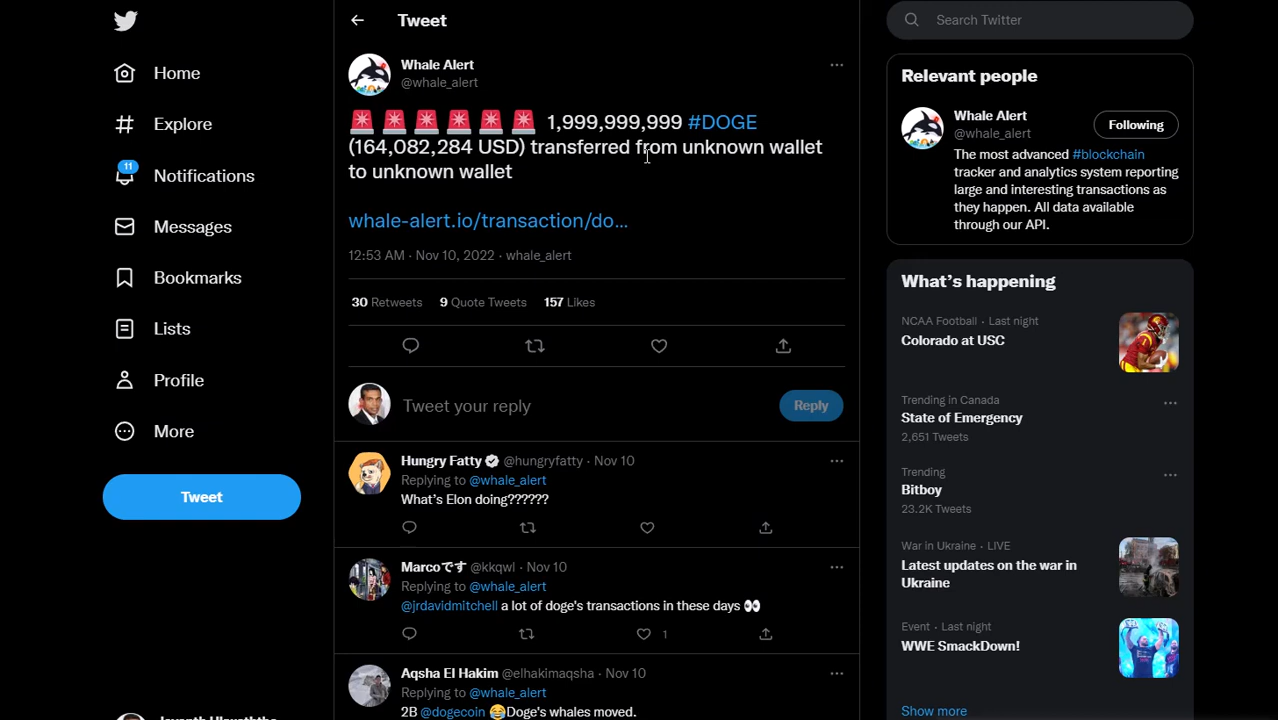 Home
Explore
11
Notifications
Messages
Bookmarks
Lists
Profile
More
Tweet
Tweet
Whale Alert
@whale_alert
🚨 🚨 🚨 🚨 🚨 🚨 1,999,999,999 #DOGE
(164,082,284 USD) transferred from unknown wallet
to unknown wallet
whale-alert.io/transaction/do...
12:53 AM · Nov 10, 2022 · whale_alert
30 Retweets 9 Quote Tweets 157 Likes
Tweet your reply
Reply
Hungry Fatty @hungryfatty · Nov 10
Replying to @whale_alert
What's Elon doing??????
Marcoです @kkqwl · Nov 10
Replying to @whale_alert
@jrdavidmitchell a lot of doge's transactions in these days 👀
1
Aqsha El Hakim @elhakimaqsha · Nov 10
Replying to @whale_alert
2B @dogecoin 😂Doge's whales moved.
Search Twitter
Relevant people
Whale Alert
@whale_alert
Following
The most advanced #blockchain
tracker and analytics system reporting
large and interesting transactions as
they happen. All data available
through our API.
What's happening
NCAA Football · Last night
Colorado at USC
Trending in Canada
State of Emergency
2,651 Tweets
Trending
Bitboy
23.2K Tweets
War in Ukraine · LIVE
Latest updates on the war in
Ukraine
Event · Last night
WWE SmackDown!
Show more